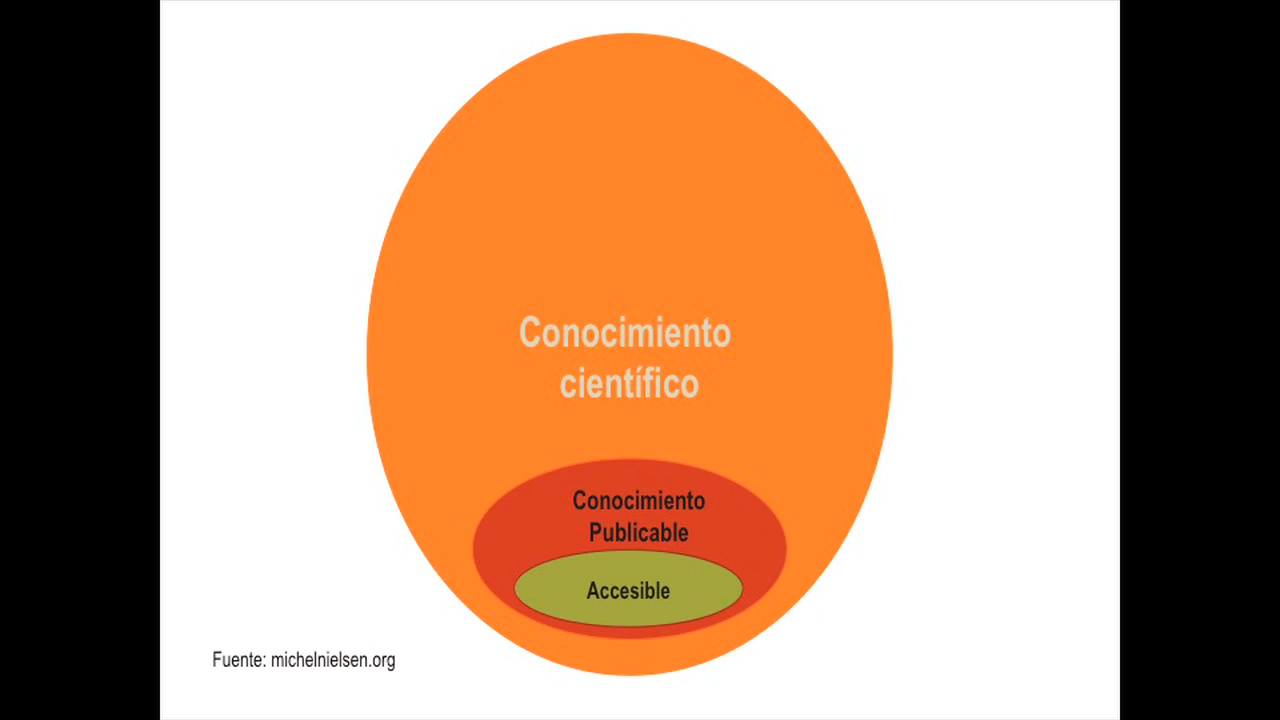 Conocimiento
científico
Conocimiento
Publicable
Accesible
Fuente: michelnielsen.org